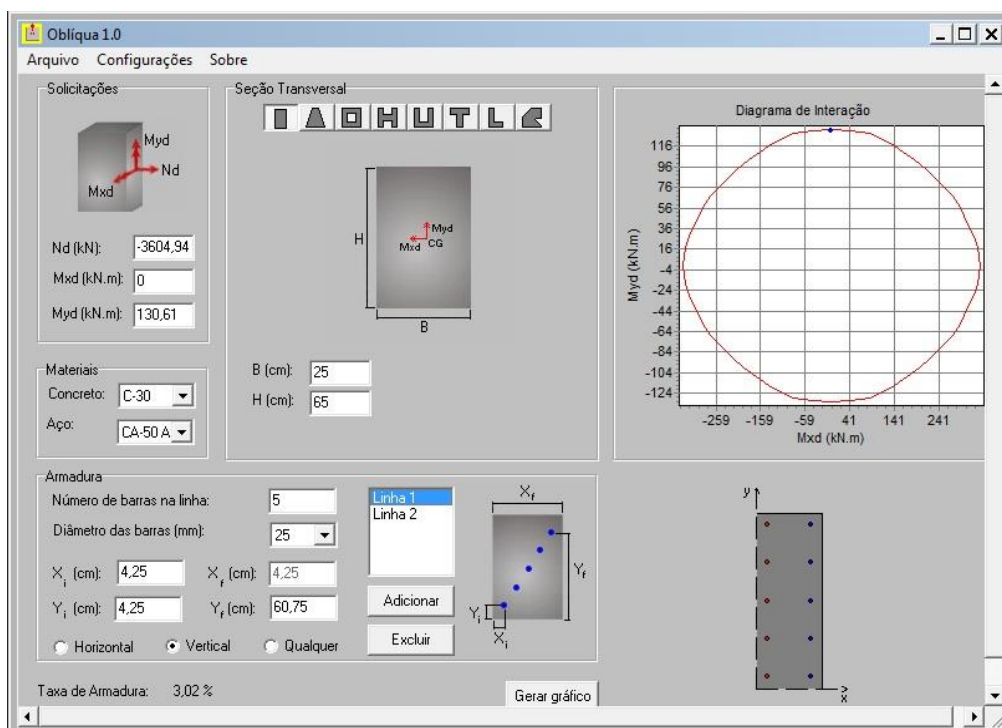 Oblíqua 1.0
Arquivo Configurações Sobre
Solicitações
Myd
Nd
Mxd
Nd (kN): -3604,94
Mxd (kN.m): 0
Myd (kN.m): 130,61
Materiais
Concreto: C-30
Aço: CA-50 A
Seção Transversal
H
Myd
Mxd CG
B
B (cm): 25
H (cm): 65
Diagrama de Interação
Myd (kN.m)
116
96
76
56
36
16
-4
-24
-44
-64
-84
-104
-124
-259 -159 -59 41 141 241
Mxd (kN.m)
Armadura
Número de barras na linha: 5
Diâmetro das barras (mm): 25
Xi (cm): 4,25 Xf (cm): 4,25
Yi (cm): 4,25 Yf (cm): 60,75
Horizontal Vertical Qualquer
Linha 1
Linha 2
Adicionar
Excluir
Xf
Yf
Yi
Xi
y
x
Taxa de Armadura: 3,02 %
Gerar gráfico